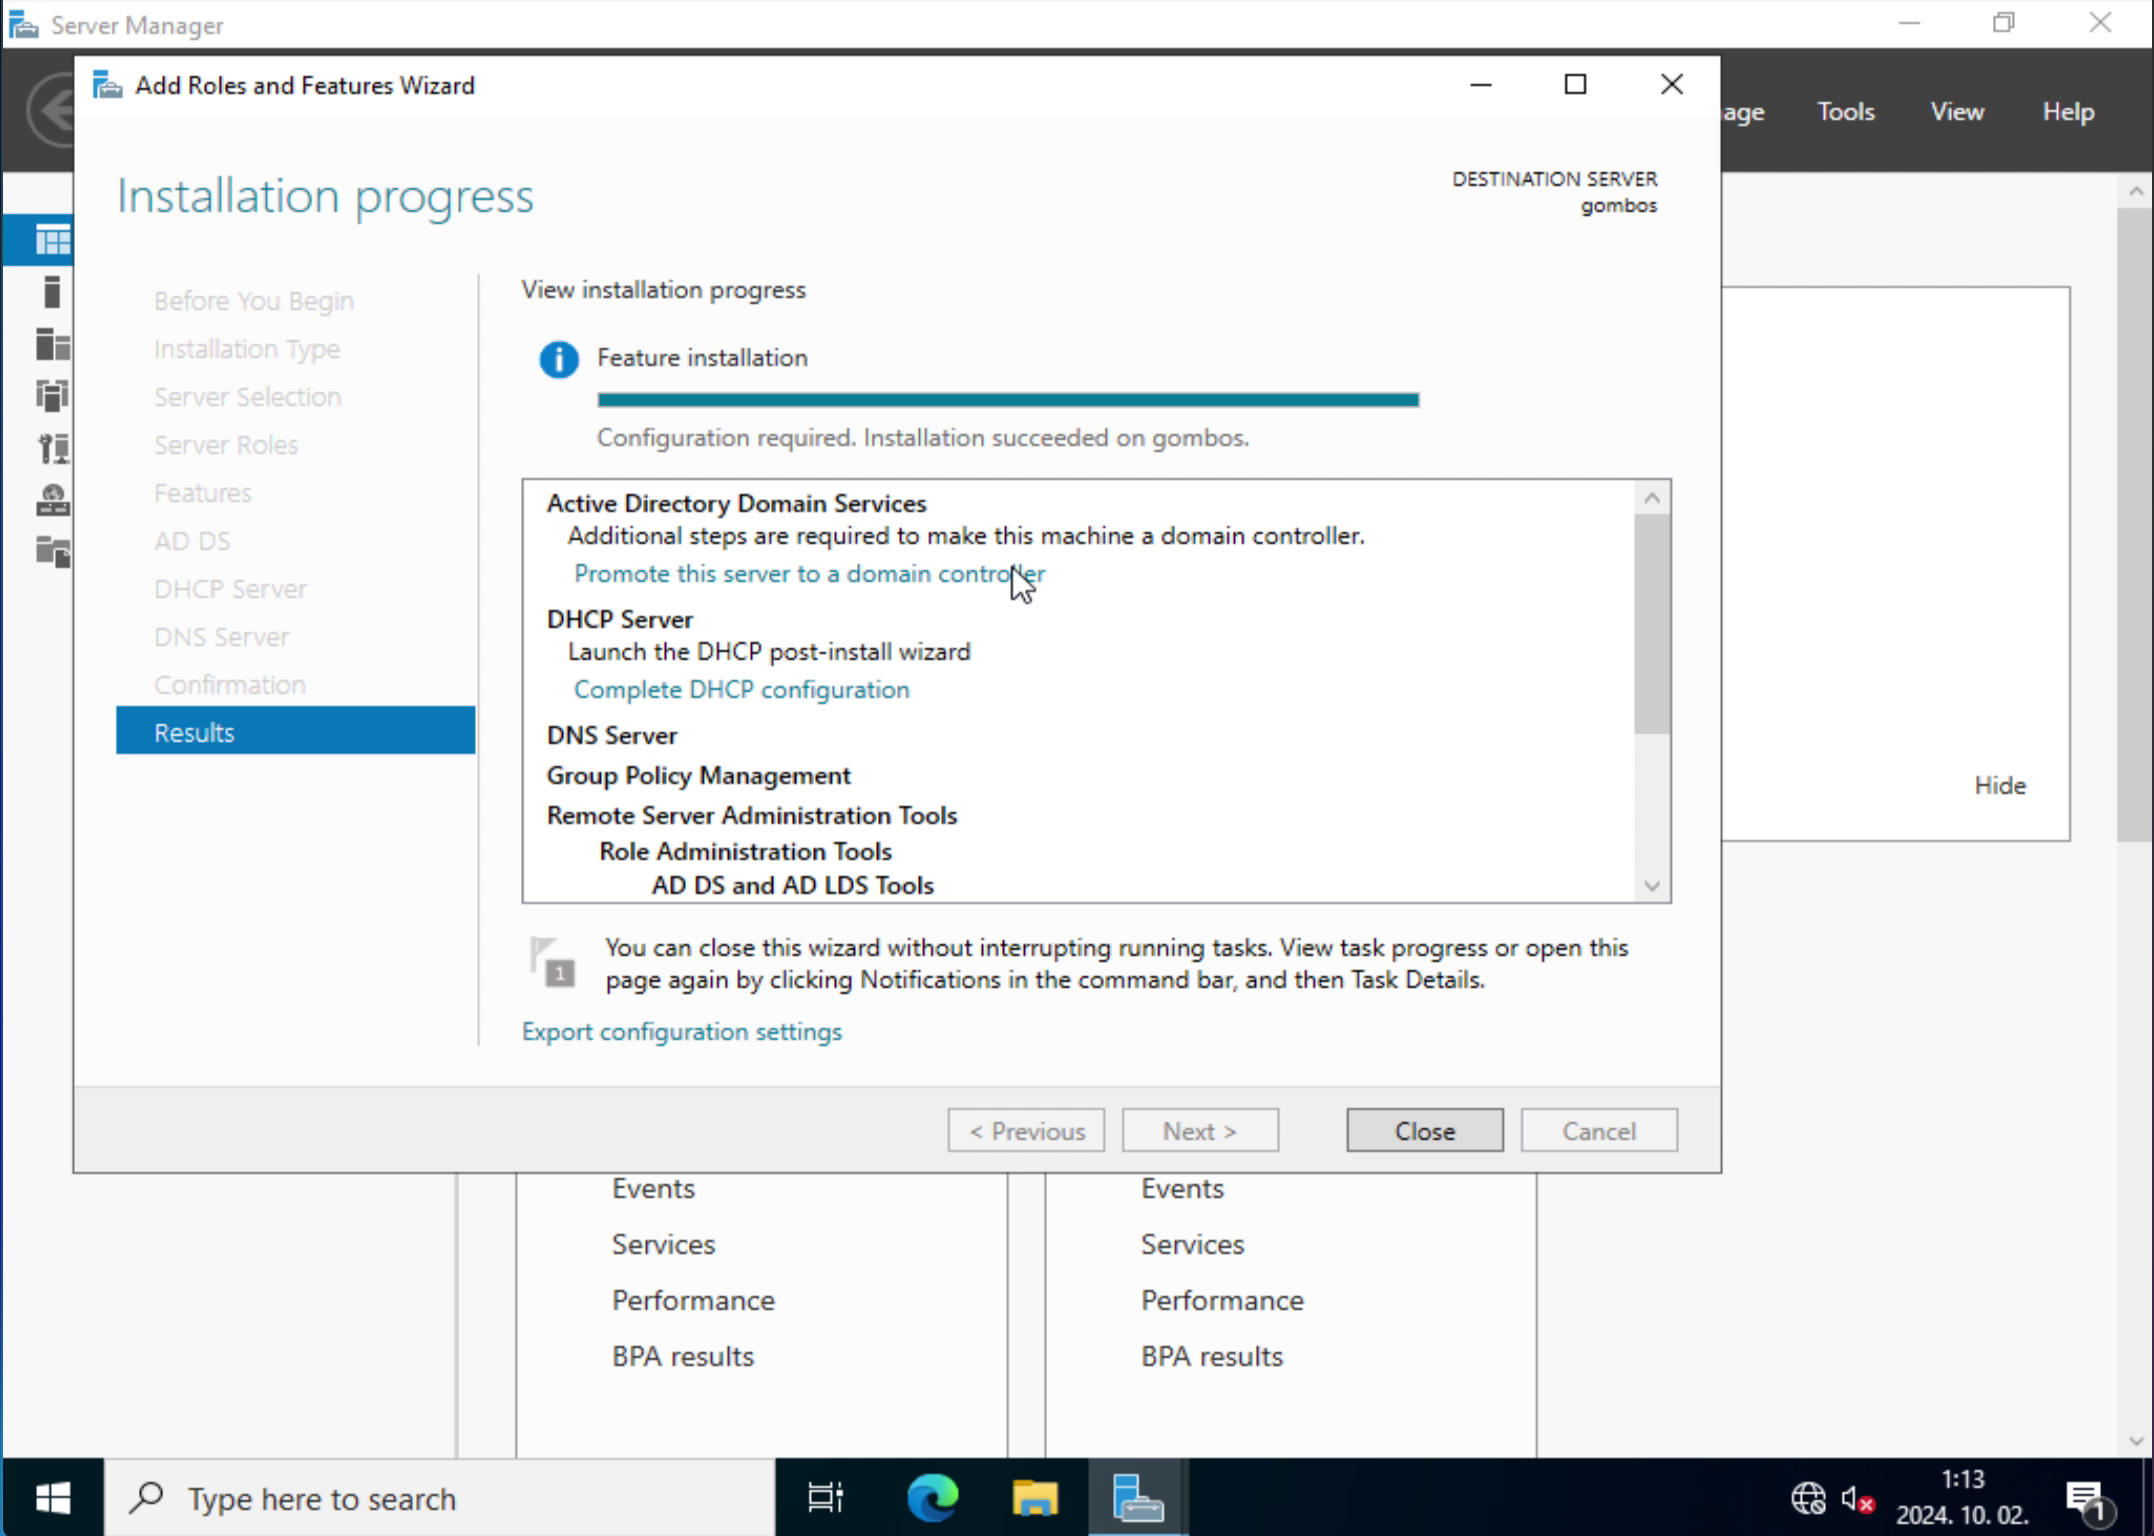 Server Manager
Add Roles and Features Wizard
Tools
View
Help
Installation progress
DESTINATION SERVER
gombos
Before You Begin
Installation Type
Server Selection
Server Roles
Features
AD DS
DHCP Server
DNS Server
Confirmation
Results
View installation progress
Feature installation
Configuration required. Installation succeeded on gombos.
Active Directory Domain Services
Additional steps are required to make this machine a domain controller.
Promote this server to a domain controller
DHCP Server
Launch the DHCP post-install wizard
Complete DHCP configuration
DNS Server
Group Policy Management
Remote Server Administration Tools
Role Administration Tools
AD DS and AD LDS Tools
1
You can close this wizard without interrupting running tasks. View task progress or open this
page again by clicking Notifications in the command bar, and then Task Details.
Export configuration settings
< Previous
Next >
Close
Cancel
Hide
Events
Services
Performance
BPA results
Events
Services
Performance
BPA results
Type here to search
1:13
2024. 10. 02.
1